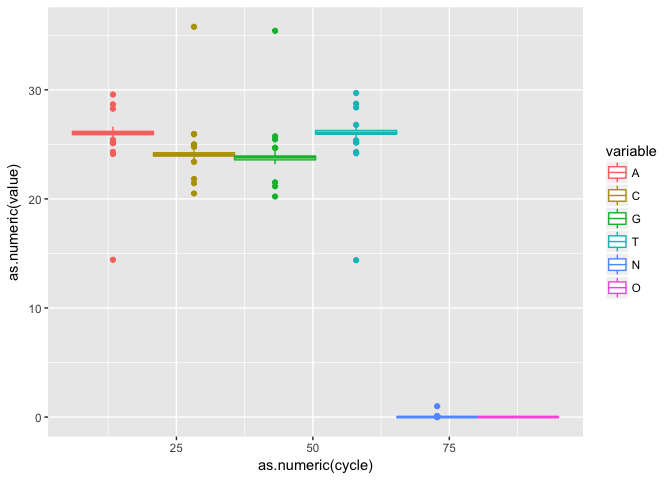 30
20
10
0
as.numeric(value)
25
50
75
as.numeric(cycle)
variable
A
C
G
T
N
O